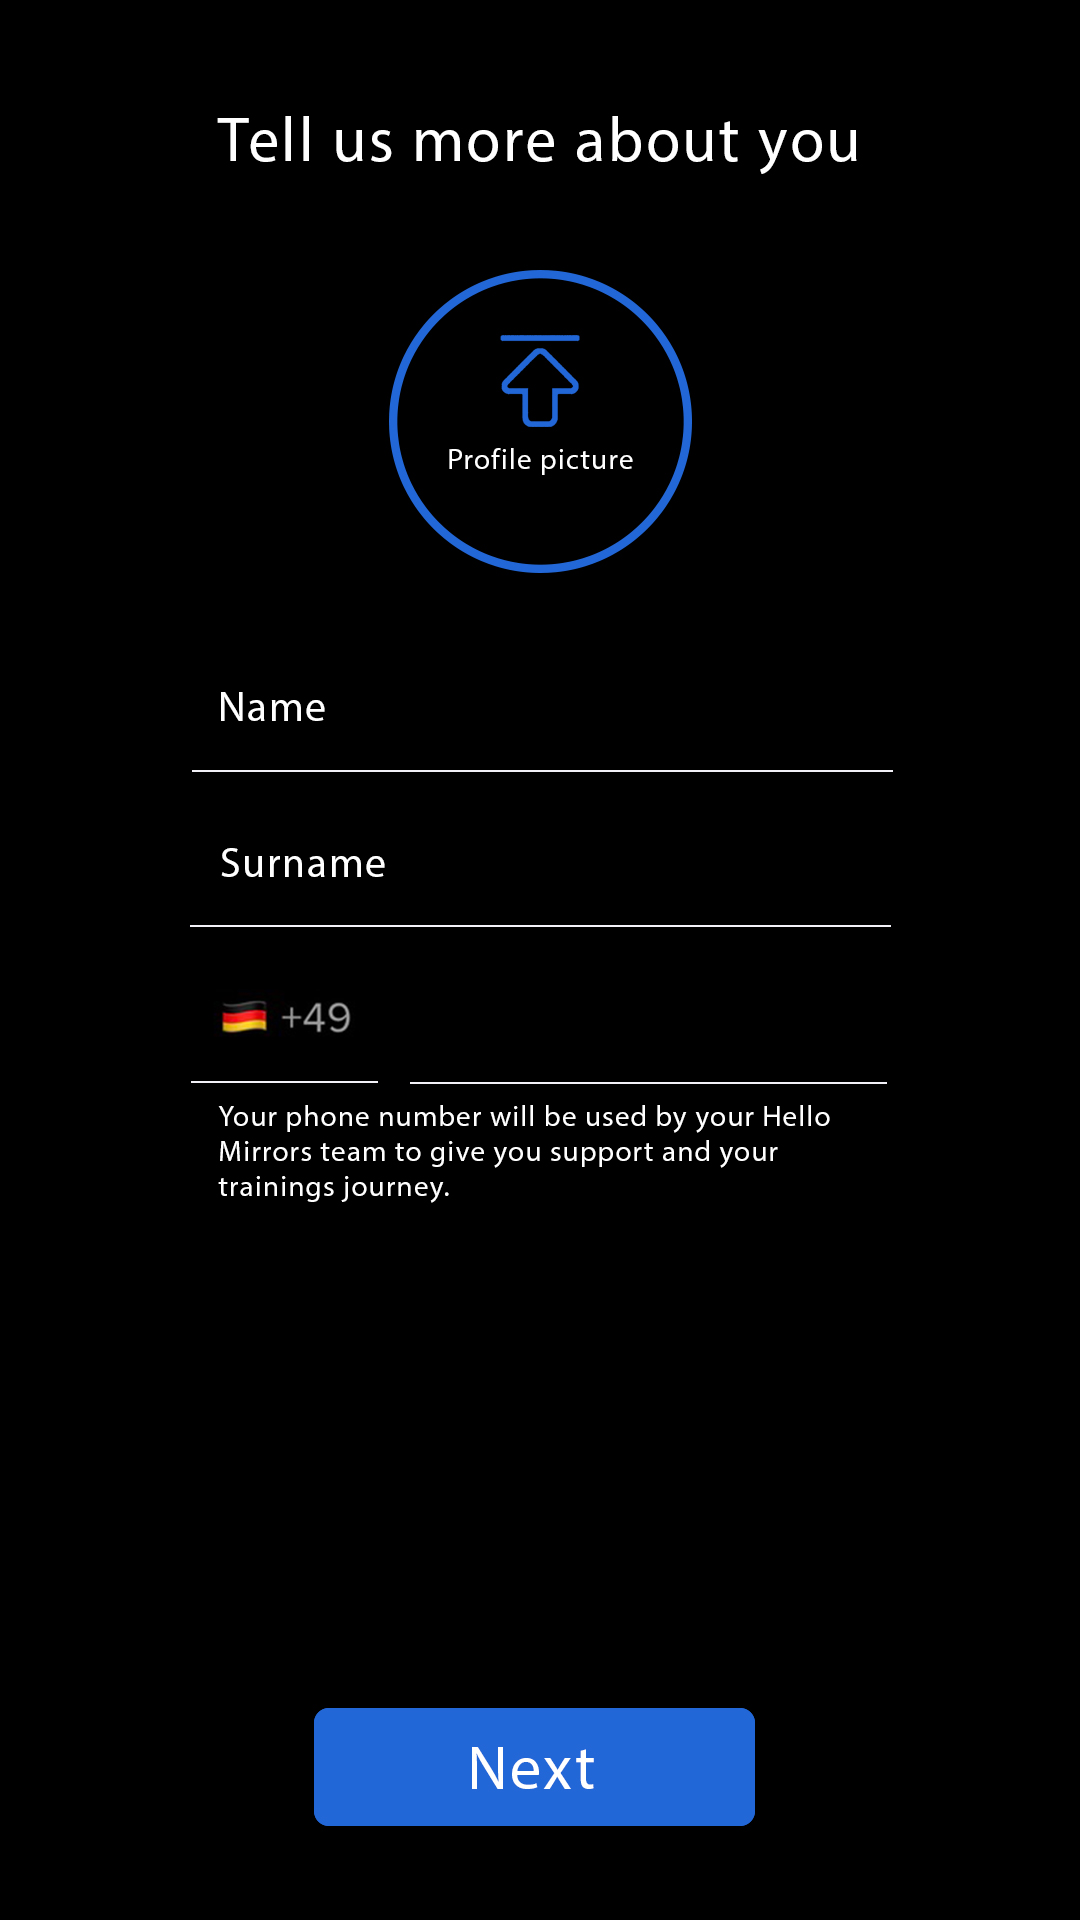 Tell us more about you
Profile picture
Name
Surname
+49
Your phone number will be used by your Hello
Mirrors team to give you support and your
trainings journey.
Next